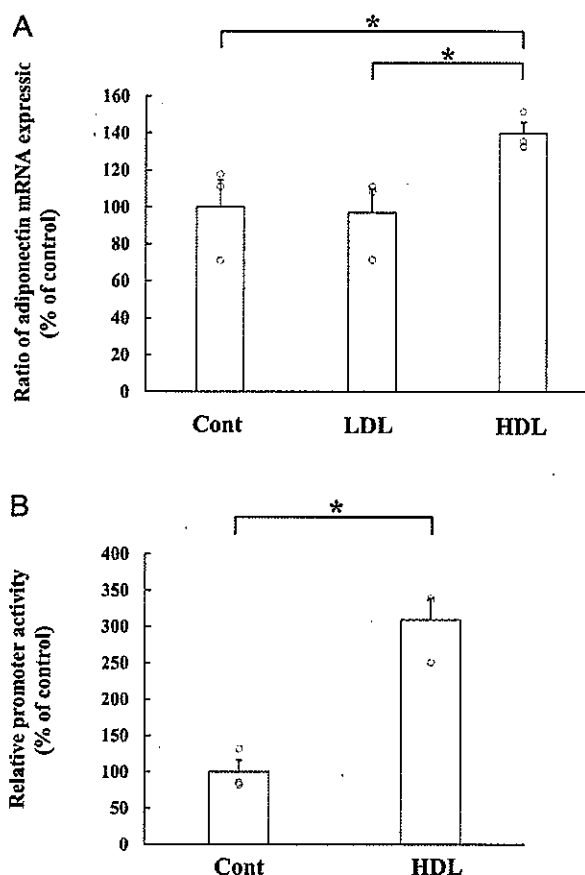 A
*
*
Ratio of adiponectin mRNA expressic
(% of control)
160
140
120
100
80
60
40
20
0
Cont LDL HDL
B
*
Relative promoter activity
(% of control)
400
350
300
250
200
150
100
50
0
Cont HDL